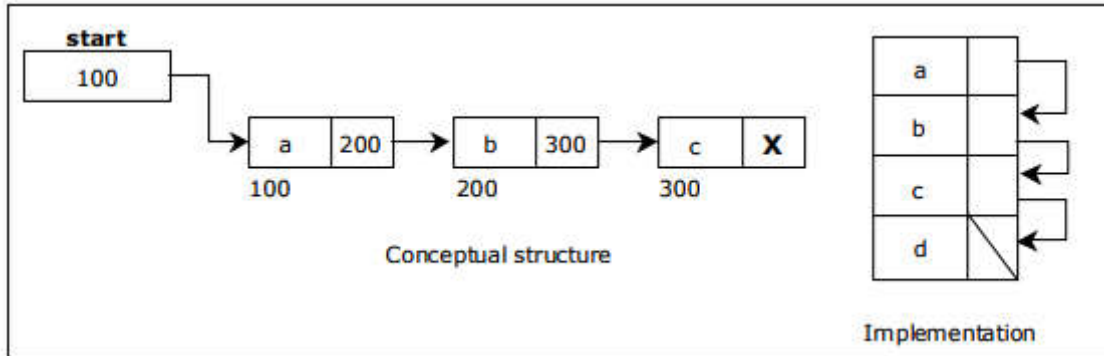 start
100
a 200 b 300 c X
100 200 300
Conceptual structure
a
b
c
d
Implementation